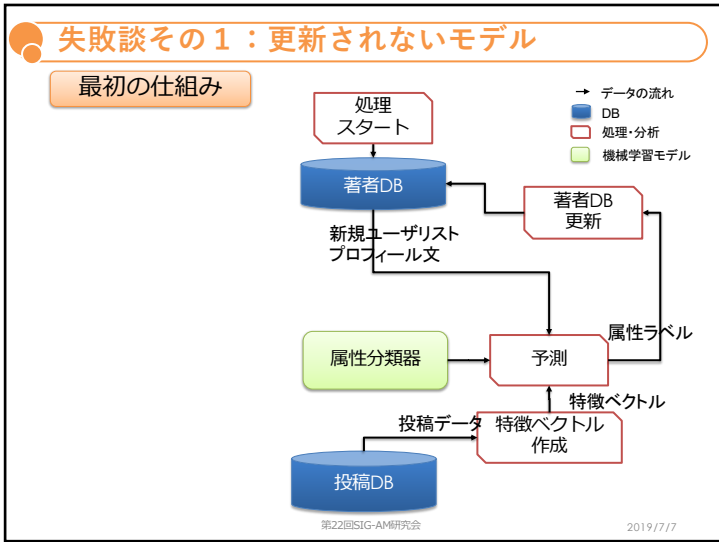 失敗談その１：更新されないモデル
最初の仕組み
処理
スタート
データの流れ
DB
処理・分析
機械学習モデル
著者DB
著者DB
更新
新規ユーザリスト
プロフィール文
属性ラベル
属性分類器
予測
特徴ベクトル
投稿データ
特徴ベクトル
作成
投稿DB
第22回SIG-AM研究会
2019/7/7